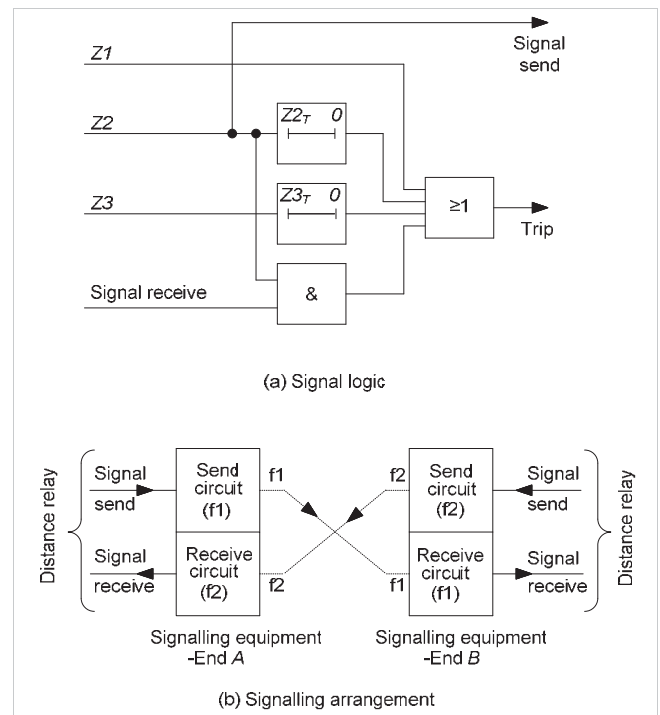 Signal
send
Z1
Z2
Z2T 0
Z3
Z3T 0
≥1
Trip
Signal receive
&
(a) Signal logic
Distance relay
Signal
send
Send
circuit
(f1)
f1
f2
Send
circuit
(f2)
Signal
send
Distance relay
Signal
receive
Receive
circuit
(f2)
f2
f1
Receive
circuit
(f1)
Signal
receive
Signalling equipment
-End A
Signalling equipment
-End B
(b) Signalling arrangement